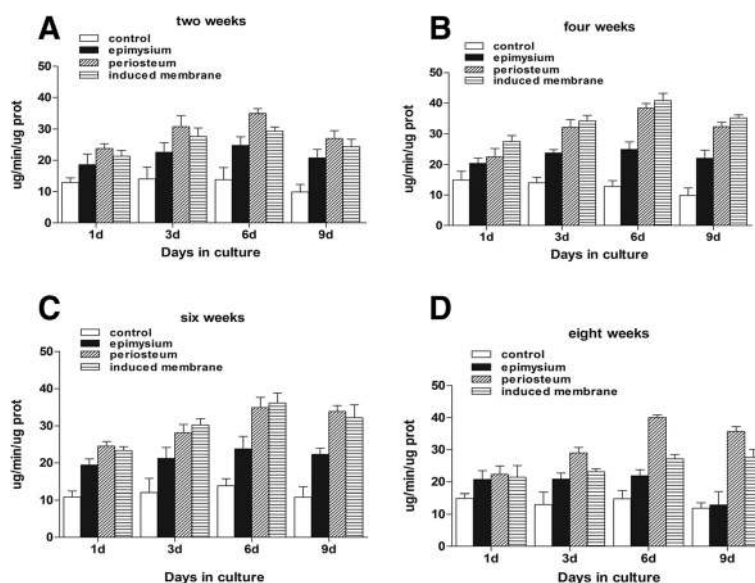 A
two weeks
control
epimysium
periosteum
induced membrane
50
40
30
20
10
0
ug/min/ug prot
1d 3d 6d 9d
Days in culture
B
four weeks
control
epimysium
periosteum
induced membrane
50
40
30
20
10
0
ug/min/ug prot
1d 3d 6d 9d
Days in culture
C
six weeks
control
epimysium
periosteum
induced membrane
50
40
30
20
10
0
ug/min/ug prot
1d 3d 6d 9d
Days in culture
D
eight weeks
control
epimysium
periosteum
induced membrane
50
40
30
20
10
0
ug/min/ug prot
1d 3d 6d 9d
Days in culture